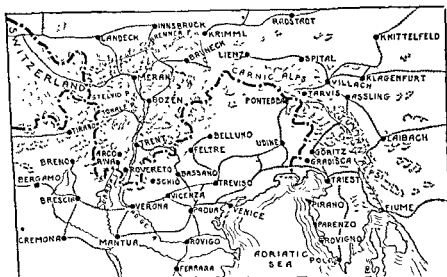 INNSBRUCK
RADSTADT
LANDECK
BRENNER P.
KRIMML
KNITTELFELD
BRUNECK
LIENZ
SPITAL
SWITZERLAND
MERAN
CARNIC ALPS
VILLACH
KLAGENFURT
STELVIO P.
BOZEN
TARVIS
ASSLING
TONALE
PONTEBBA
TIRANO
TRENT
BELLUNO
LAIBACH
BRENO
ARCO
RIVA
FELTRE
UDINE
GÖRITZ
ROVERETO
GRADISCA
BERGAMO
SCHIO
BASSANO
TREVISO
TRIEST
BRESCIA
VICENZA
VERONA
PADUA
VENICE
PIRANO
FIUME
CREMONA
MANTUA
ROVIGO
PARENZO
ROVIGNO
ADRIATIC
SEA
POLA
FERRARA